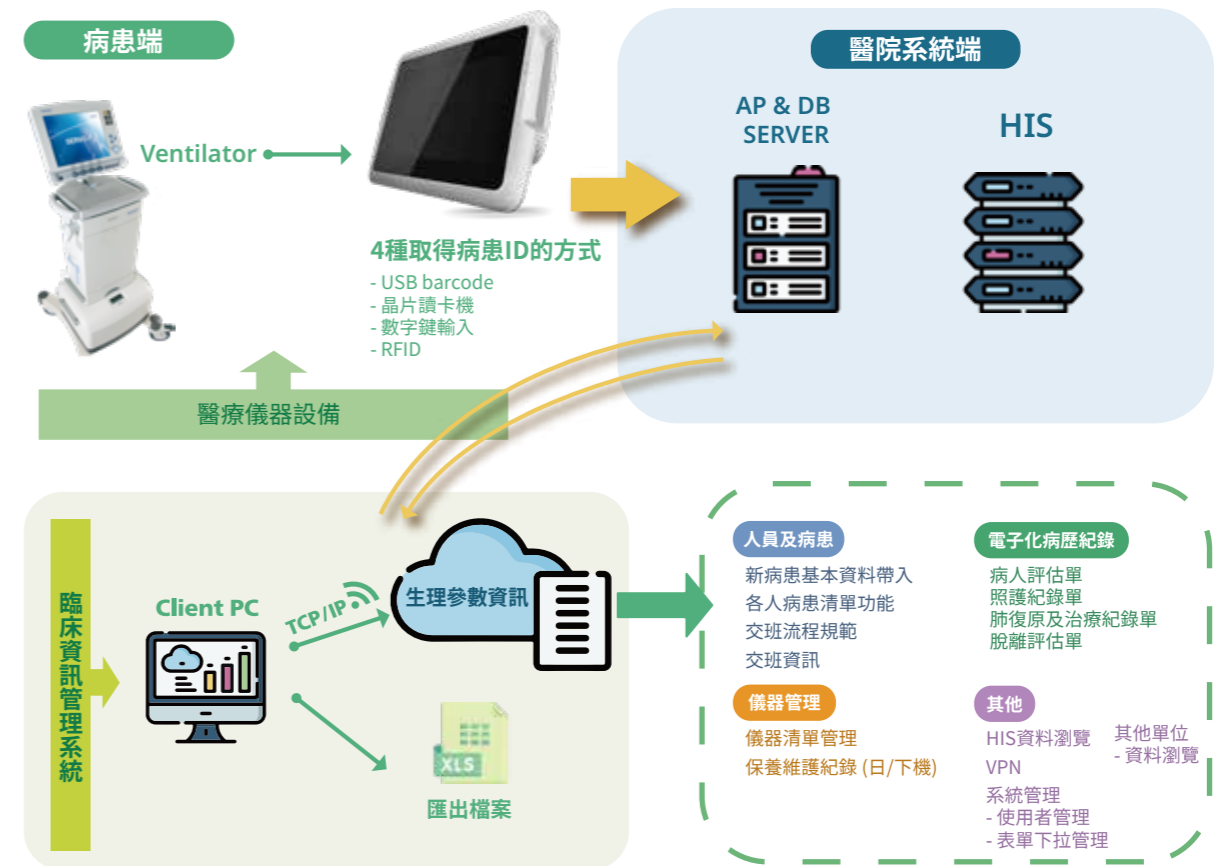 病患端
Ventilator
4種取得病患ID的方式
- USB barcode
- 晶片讀卡機
- 數字鍵輸入
- RFID
醫療儀器設備
醫院系統端
AP & DB
SERVER
HIS
臨床資訊管理系統
Client PC
TCP/IP
生理參數資訊
XLS
匯出檔案
人員及病患
新病患基本資料帶入
各人病患清單功能
交班流程規範
交班資訊
電子化病歷紀錄
病人評估單
照護紀錄單
肺復原及治療紀錄單
脫離評估單
儀器管理
儀器清單管理
保養維護紀錄 (日/下機)
其他
HIS資料瀏覽
VPN
系統管理
- 使用者管理
- 表單下拉管理
其他單位
- 資料瀏覽